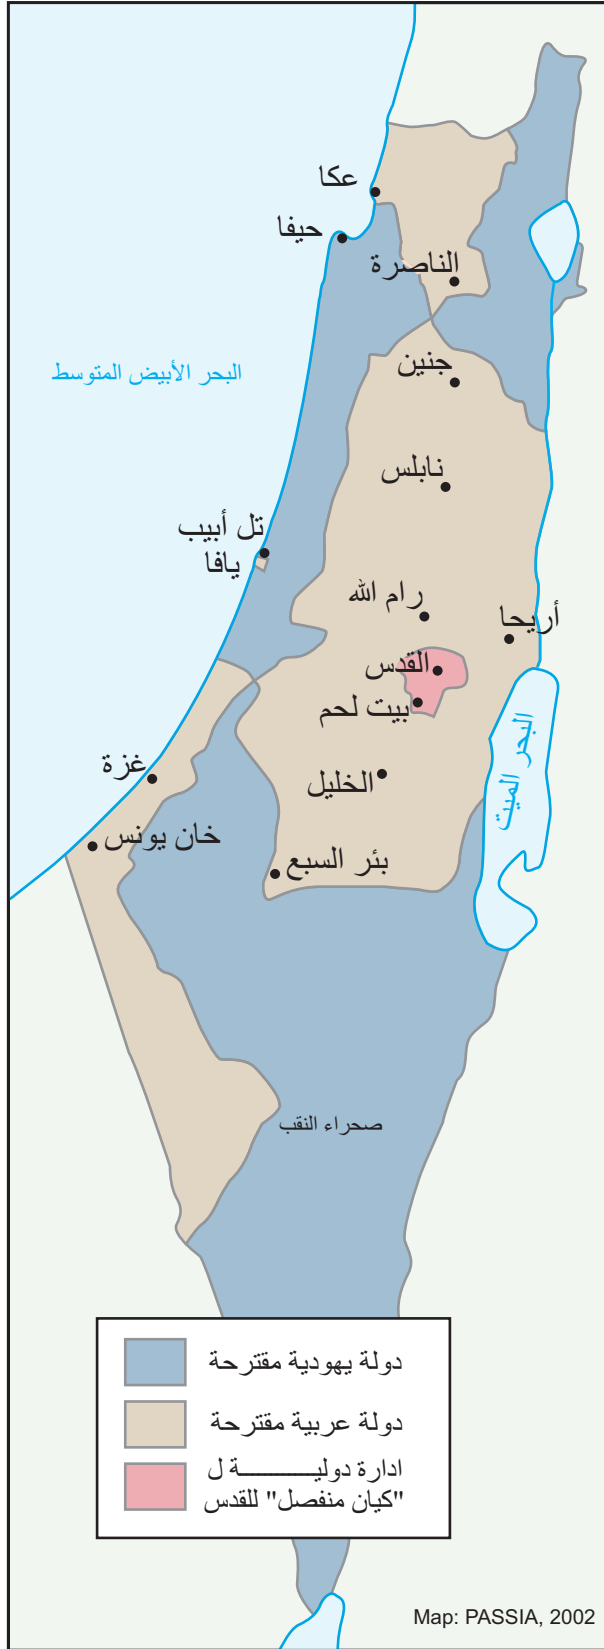 عكا
حيفا
الناصرة
جنين
البحر الأبيض المتوسط
نابلس
تل أبيب
يافا
رام الله
أريحا
القدس
بيت لحم
البحر الميت
غزة
الخليل
خان يونس
بئر السبع
صحراء النقب
دولة يهودية مقترحة
دولة عربية مقترحة
ادارة دوليـــــــــة ل
"كيان منفصل" للقدس
Map: PASSIA, 2002